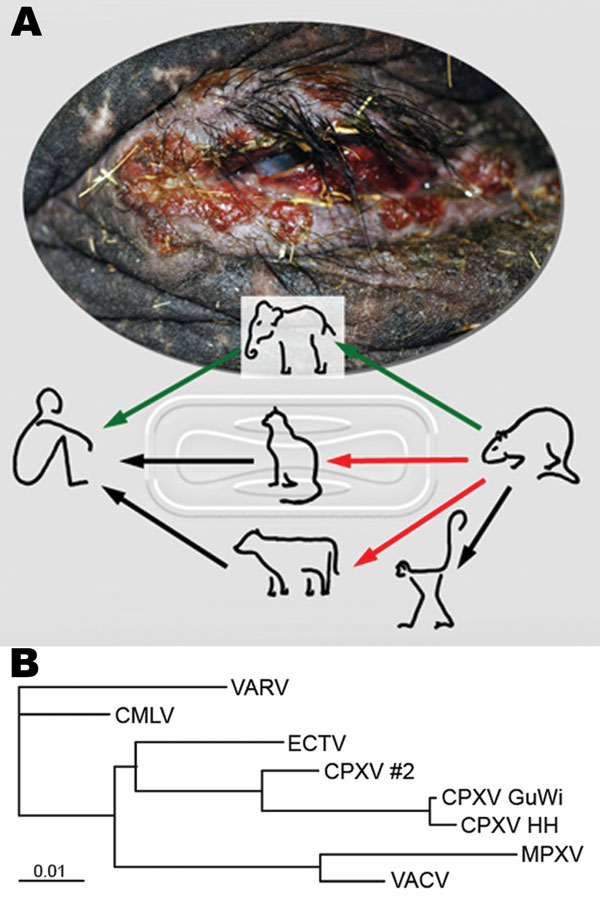 A
B
VARV
CMLV
ECTV
CPXV #2
CPXV GuWi
CPXV HH
MPXV
VACV
0.01